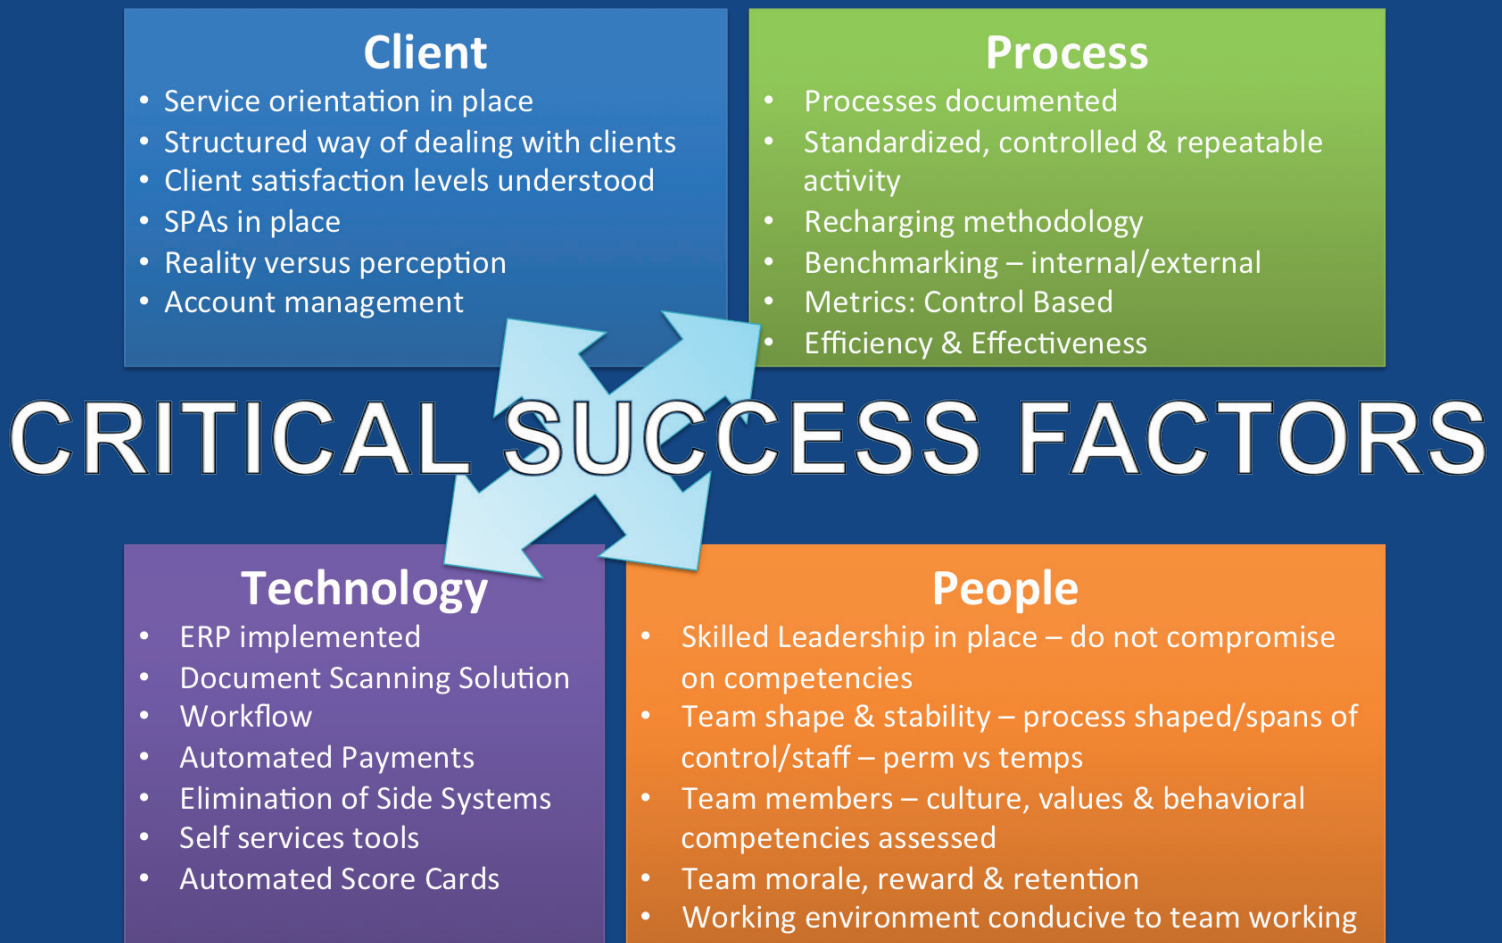 Client
• Service orientation in place
• Structured way of dealing with clients
• Client satisfaction levels understood
• SPAs in place
• Reality versus perception
• Account management
Process
• Processes documented
• Standardized, controlled & repeatable
activity
• Recharging methodology
• Benchmarking – internal/external
• Metrics: Control Based
• Efficiency & Effectiveness
CRITICAL SUCCESS FACTORS
Technology
• ERP implemented
• Document Scanning Solution
• Workflow
• Automated Payments
• Elimination of Side Systems
• Self services tools
• Automated Score Cards
People
• Skilled Leadership in place – do not compromise
on competencies
• Team shape & stability – process shaped/spans of
control/staff – perm vs temps
• Team members – culture, values & behavioral
competencies assessed
• Team morale, reward & retention
• Working environment conducive to team working